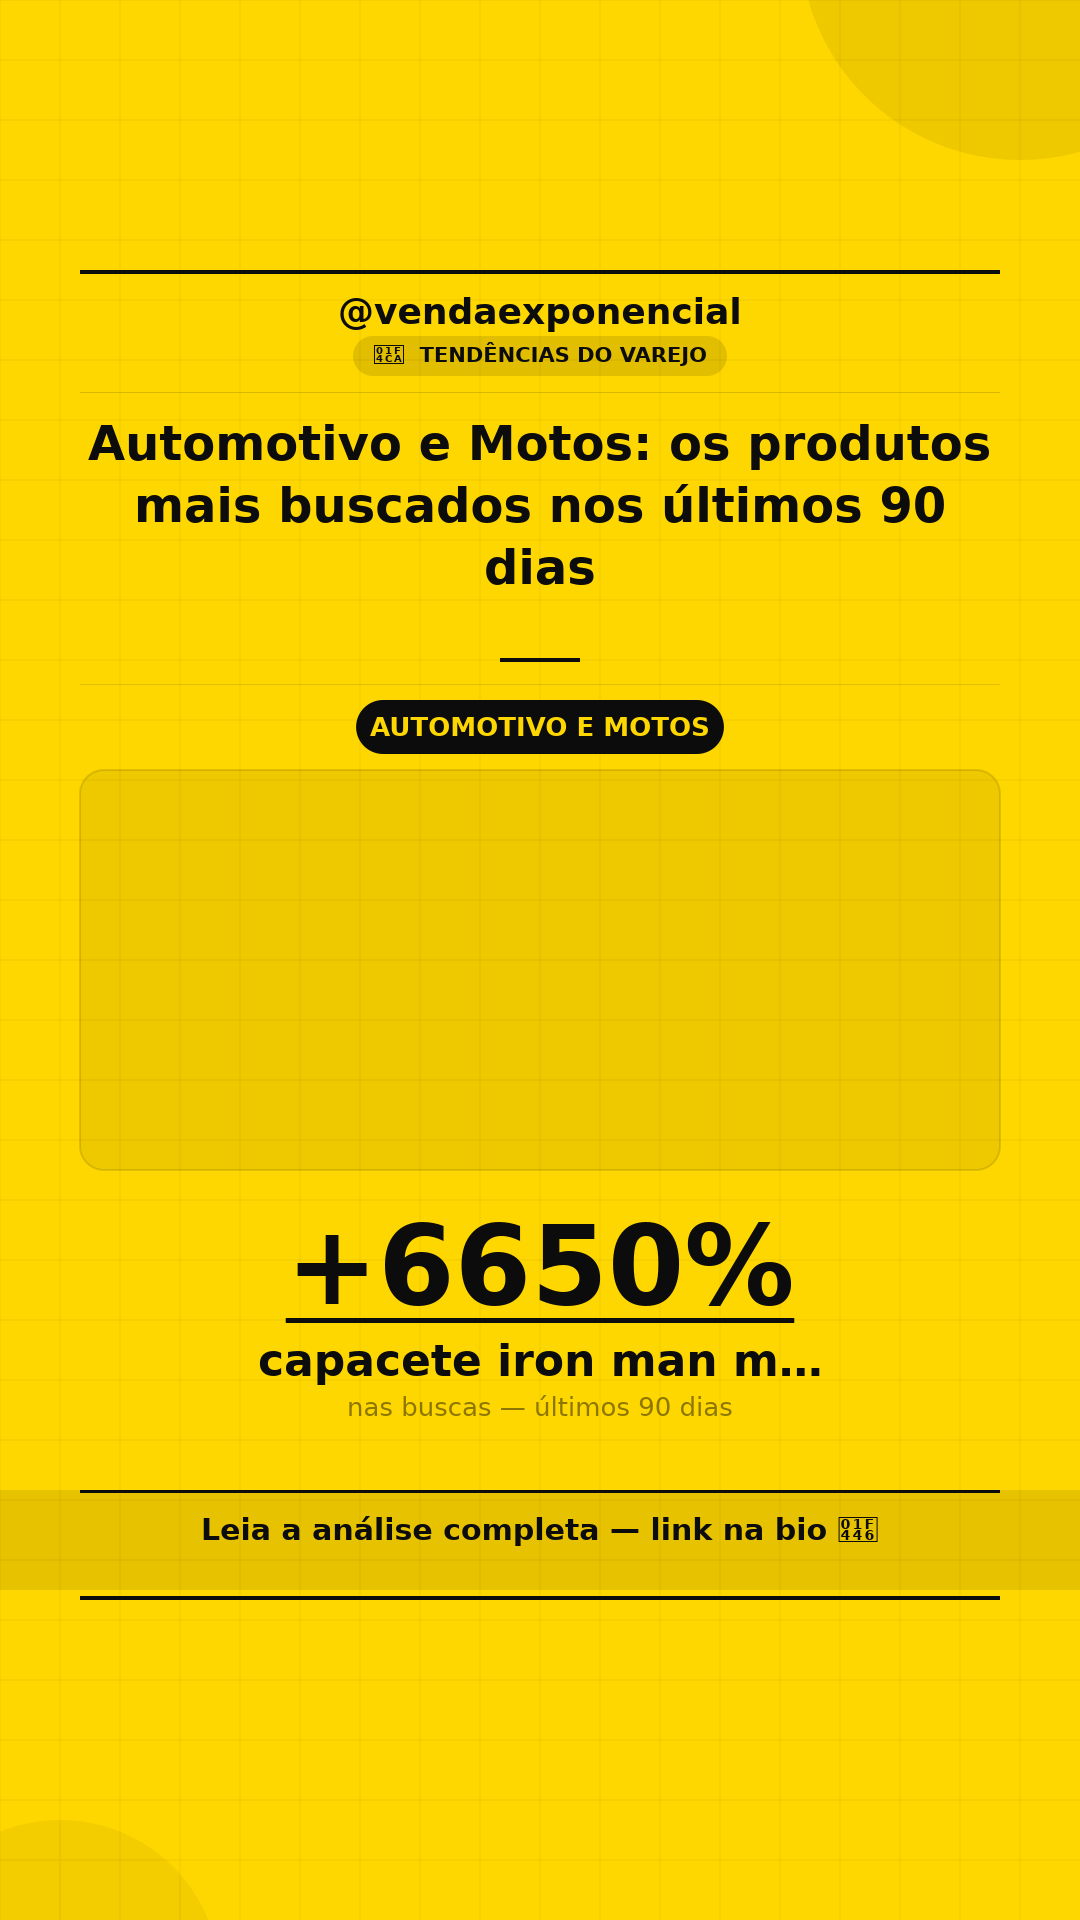 @vendaexponencial
TENDÊNCIAS DO VAREJO
Automotivo e Motos: os produtos
mais buscados nos últimos 90
dias
AUTOMOTIVO E MOTOS
+6650%
capacete iron man m…
nas buscas — últimos 90 dias
Leia a análise completa — link na bio